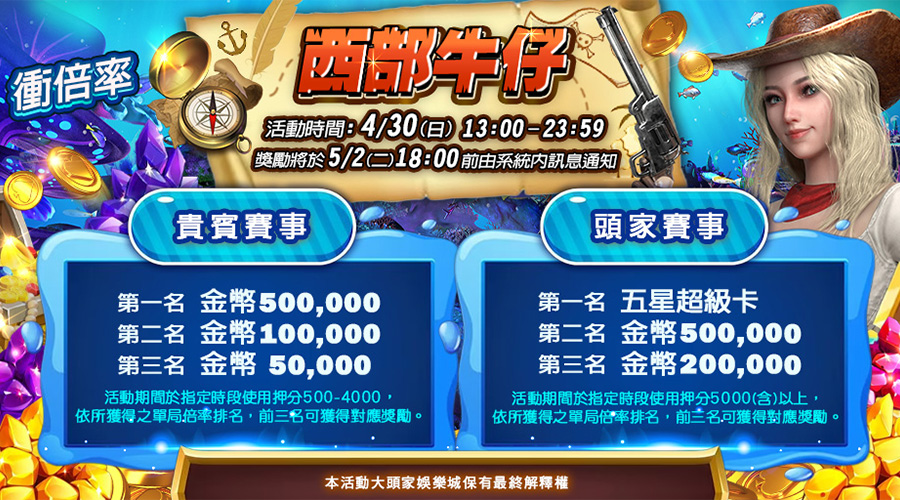 衝倍率
西部牛仔
活動時間：4/30(日) 13:00-23:59
獎勵將於 5/2(二)18:00 前由系統內訊息通知
貴賓賽事
第一名 金幣500,000
第二名 金幣100,000
第三名 金幣 50,000
活動期間於指定時段使用押分500-4000，
依所獲得之單局倍率排名，前三名可獲得對應獎勵。
頭家賽事
第一名 五星超級卡
第二名 金幣500,000
第三名 金幣200,000
活動期間於指定時段使用押分5000(含)以上，
依所獲得之單局倍率排名，前三名可獲得對應獎勵。
本活動大頭家娛樂城保有最終解釋權